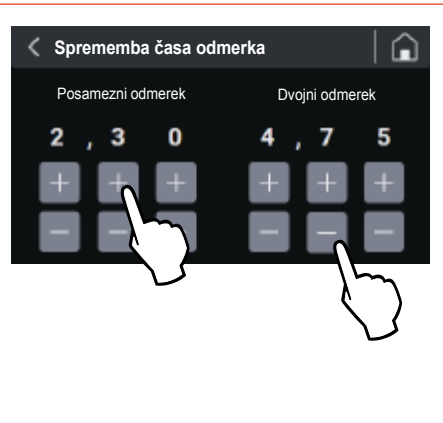 Sprememba časa odmerka
Posamezni odmerek
Dvojni odmerek
2 , 3 0
4 , 7 5
+ + +
+ + +
− − 
− − −